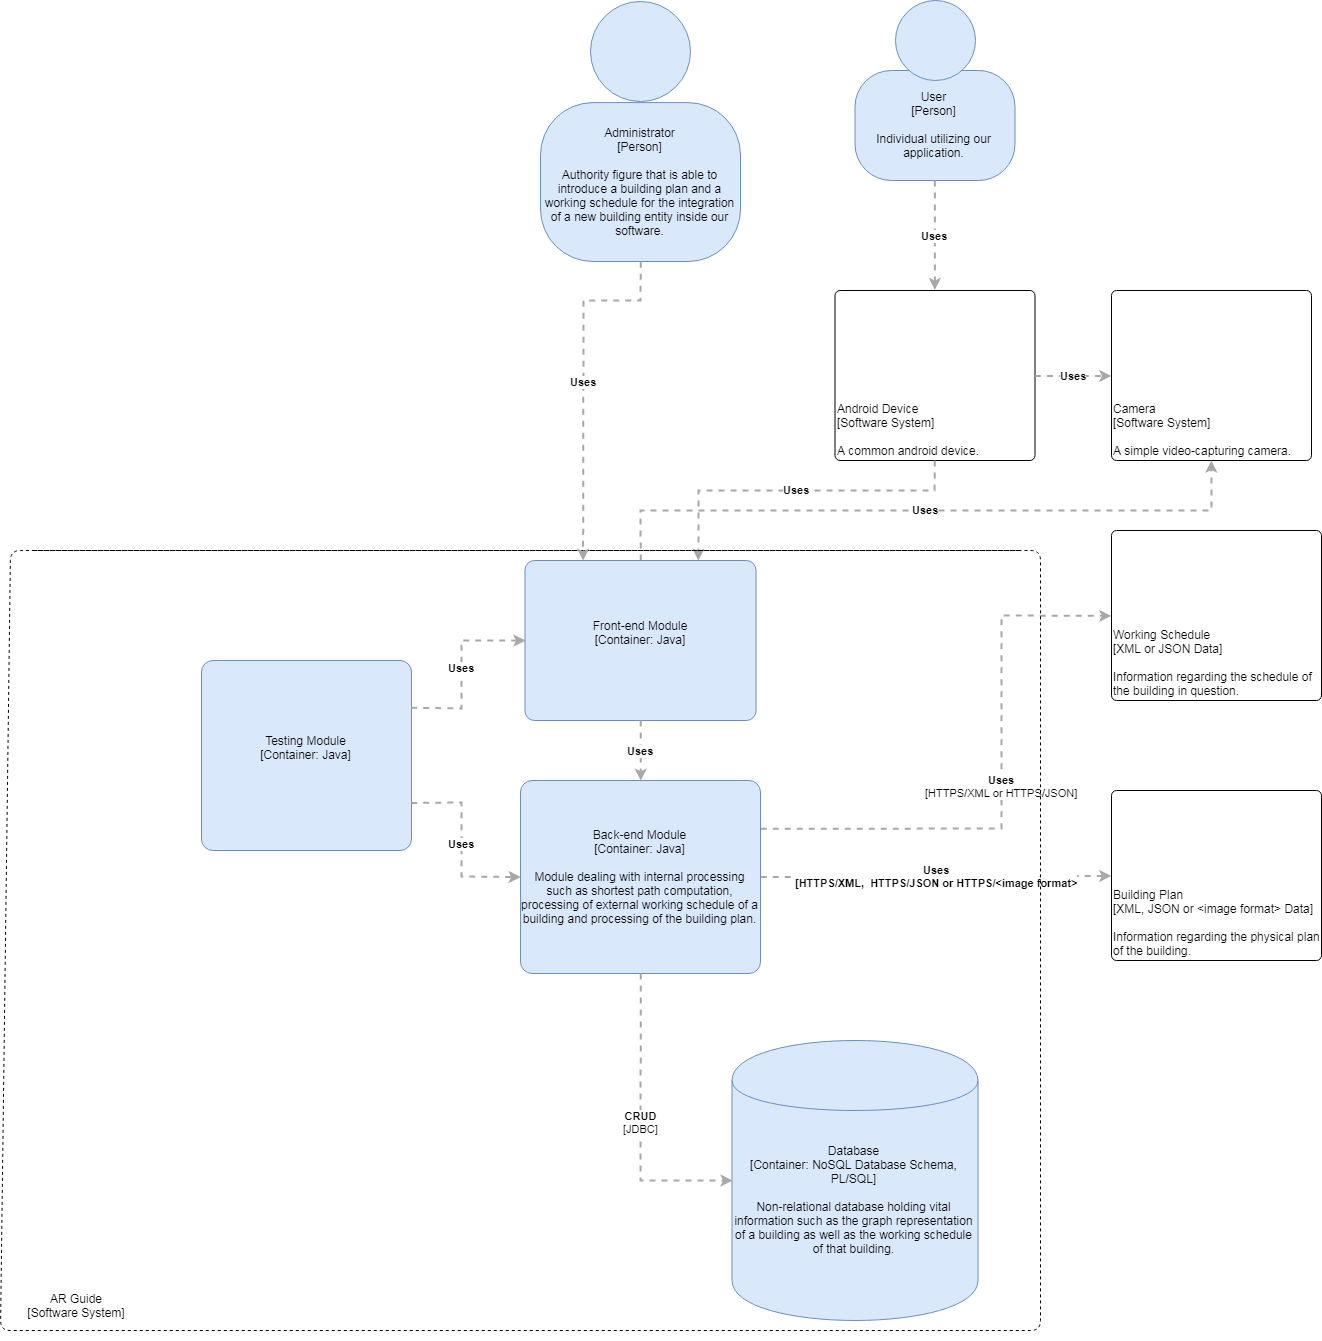 User
[Person]
Individual utilizing our
application.
Administrator
[Person]
Authority figure that is able to
introduce a building plan and a
working schedule for the integration
of a new building entity inside our
software.
Uses
Uses
Uses
Android Device
[Software System]
A common android device.
Camera
[Software System]
A simple video-capturing camera.
Uses
Uses
Front-end Module
[Container: Java]
Working Schedule
[XML or JSON Data]
Information regarding the schedule of
the building in question.
Uses
Testing Module
[Container: Java]
Uses
Uses
[HTTPS/XML or HTTPS/JSON]
Uses
Back-end Module
[Container: Java]
Module dealing with internal processing
such as shortest path computation,
processing of external working schedule of a
building and processing of the building plan.
Uses
[HTTPS/XML,  HTTPS/JSON or HTTPS/<image format>
Building Plan
[XML, JSON or <image format> Data]
Information regarding the physical plan
of the building.
CRUD
[JDBC]
Database
[Container: NoSQL Database Schema,
PL/SQL]
Non-relational database holding vital
information such as the graph representation
of a building as well as the working schedule
of that building.
AR Guide
[Software System]